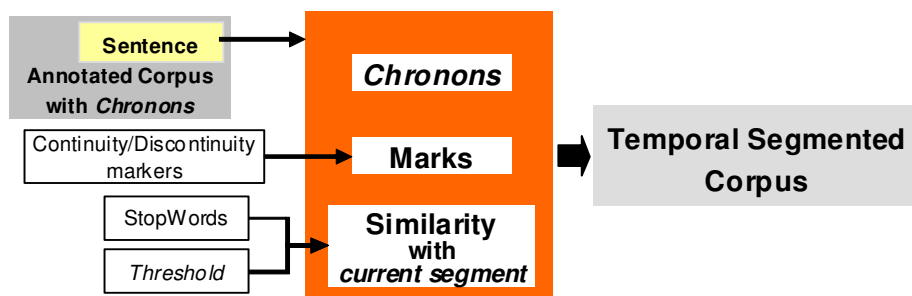 Sentence
Annotated Corpus
with Chronons
Continuity/Discontinuity
markers
StopWords
Threshold
Chronons
Marks
Similarity
with
current segment
Temporal Segmented
Corpus